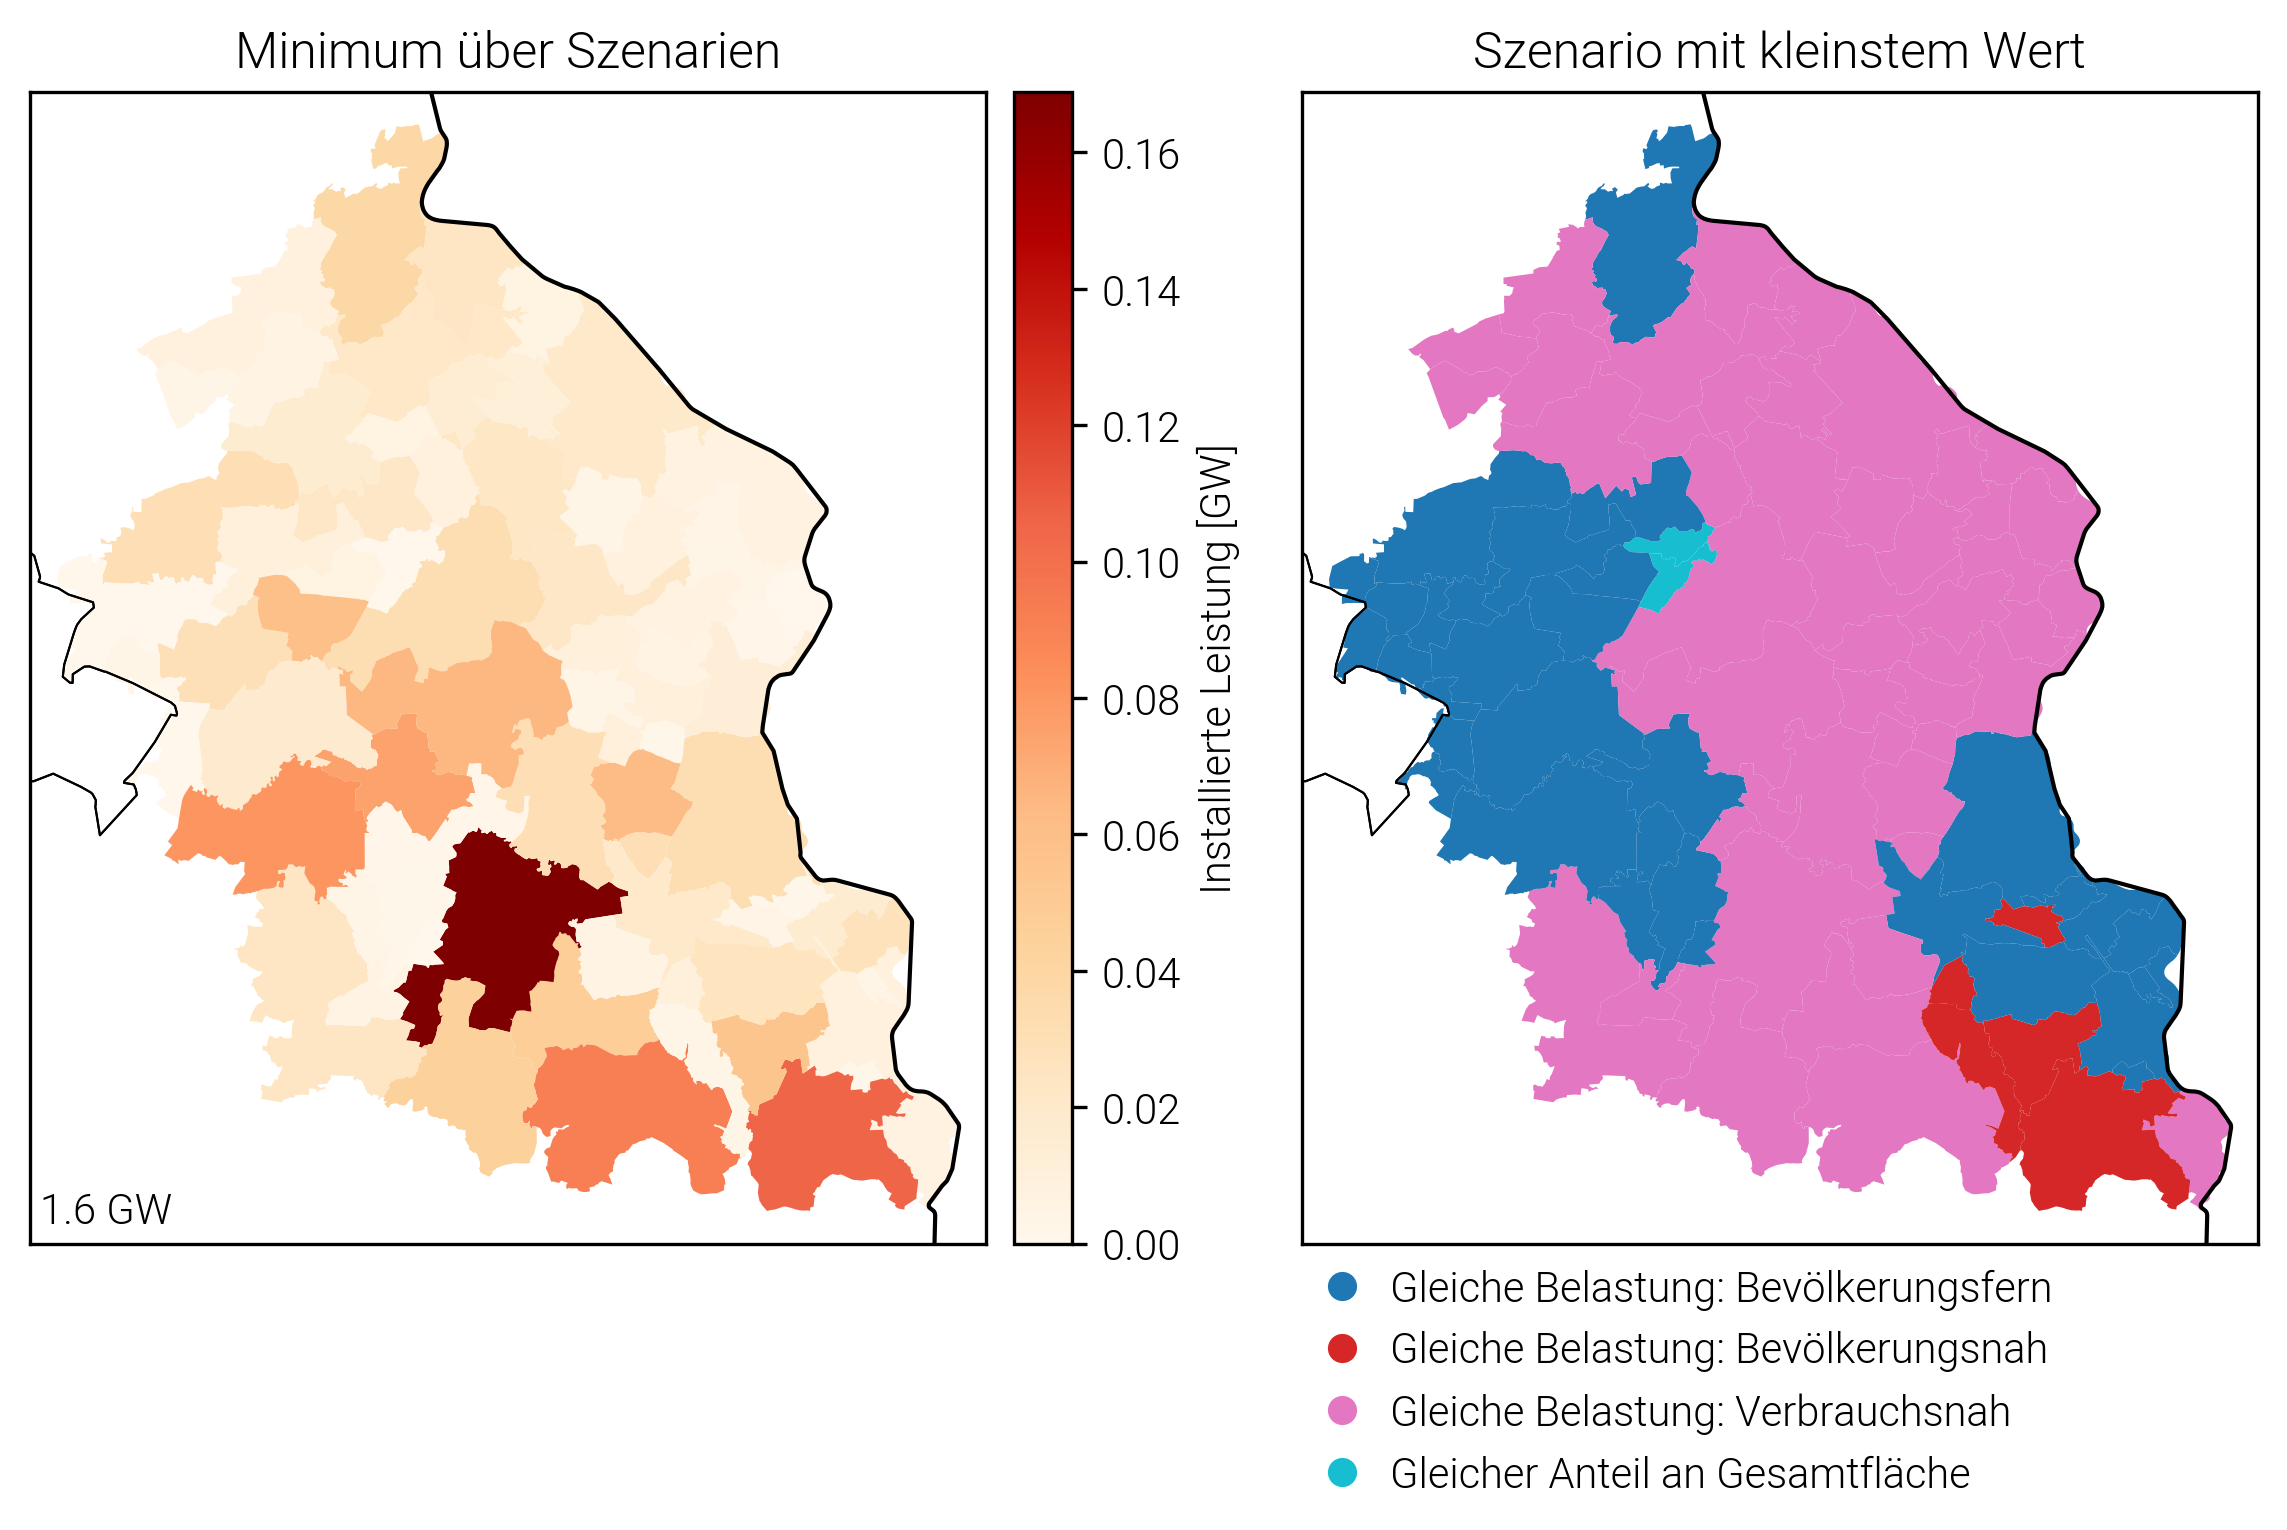 Minimum über Szenarien
0.16
0.14
0.12
0.10
0.08
0.06
0.04
0.02
0.00
Installierte Leistung [GW]
1.6 GW
Szenario mit kleinstem Wert
Gleiche Belastung: Bevölkerungsfern
Gleiche Belastung: Bevölkerungsnah
Gleiche Belastung: Verbrauchsnah
Gleicher Anteil an Gesamtfläche